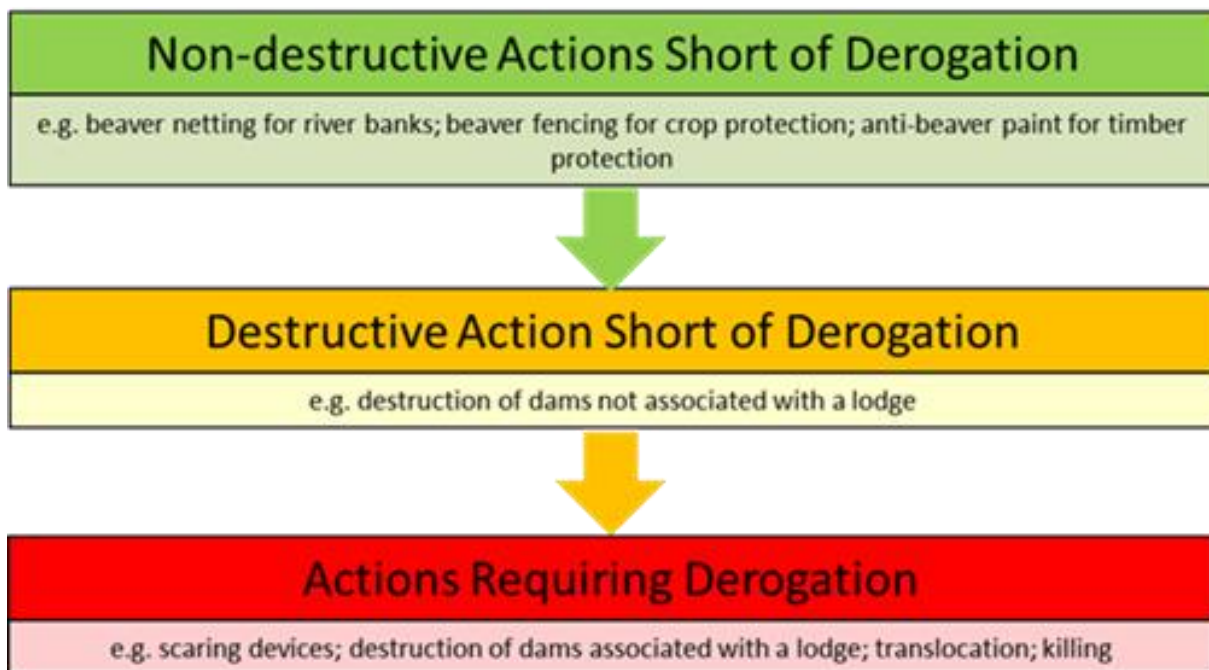 Non-destructive Actions Short of Derogation
e.g. beaver netting for river banks; beaver fencing for crop protection; anti-beaver paint for timber
protection
Destructive Action Short of Derogation
e.g. destruction of dams not associated with a lodge
Actions Requiring Derogation
e.g. scaring devices; destruction of dams associated with a lodge; translocation; killing